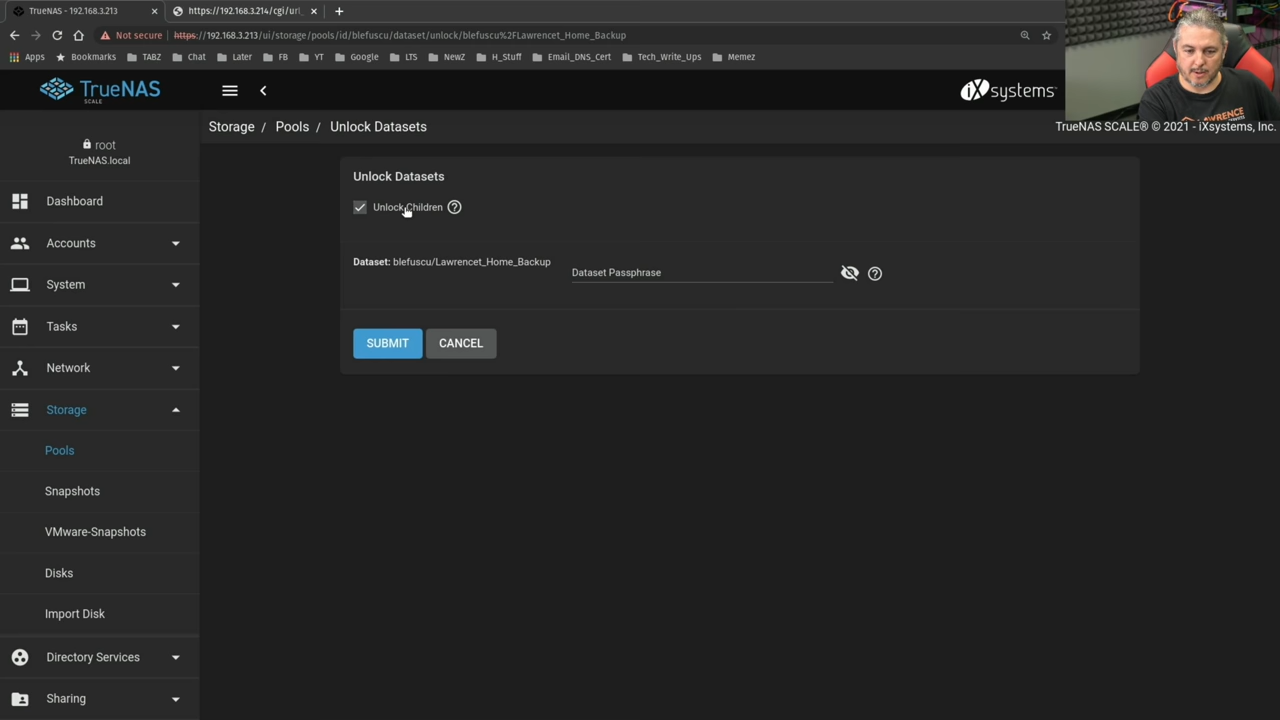 TrueNAS - 192.168.3.213
https://192.168.3.214/cgi/url_
Not secure
https://192.168.3.213/ui/storage/pools/id/blefuscu/dataset/unlock/blefuscu%2FLawrencet_Home_Backup
Apps
Bookmarks
TABZ
Chat
Later
FB
YT
Google
LTS
NewZ
H_Stuff
Email_DNS_Cert
Tech_Write_Ups
Memez
TrueNAS
SCALE
iXsystems
LAWRENCE
TrueNAS SCALE® © 2021 - iXsystems, Inc.
Storage / Pools / Unlock Datasets
root
TrueNAS.local
Dashboard
Accounts
System
Tasks
Network
Storage
Pools
Snapshots
VMware-Snapshots
Disks
Import Disk
Directory Services
Sharing
Unlock Datasets
Unlock Children
Dataset: blefuscu/Lawrencet_Home_Backup
Dataset Passphrase
SUBMIT
CANCEL